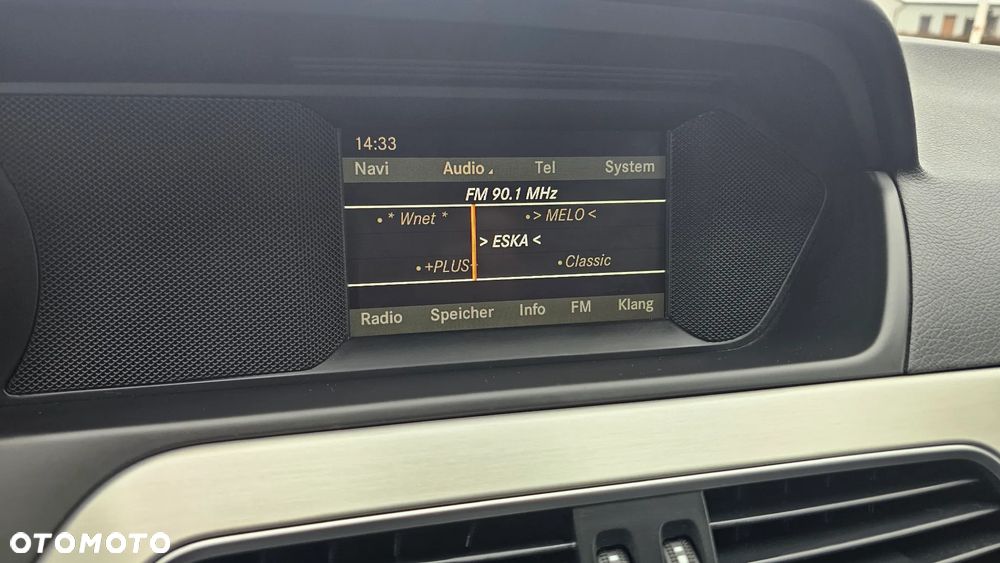 14:33
Navi Audio Tel System
FM 90.1 MHz
* Wnet * > MELO <
> ESKA <
+PLUS+ Classic
Radio Speicher Info FM Klang
OTOMOTO